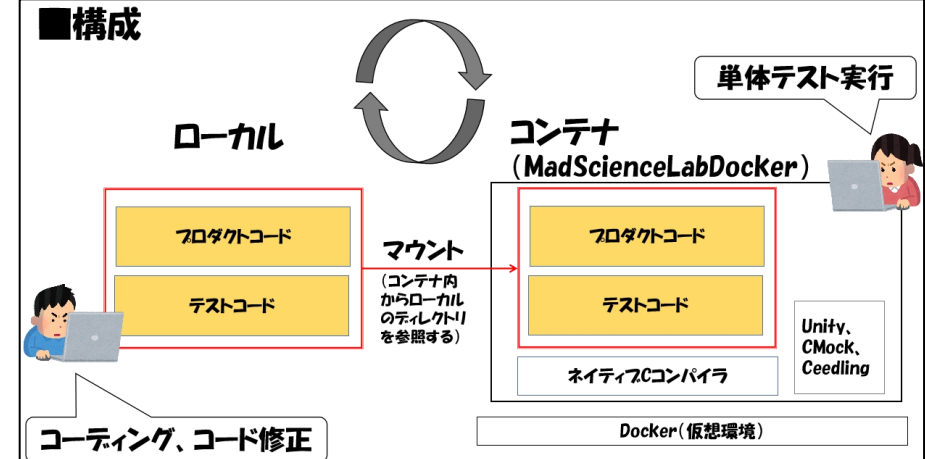 ■構成
単体テスト実行
ローカル
コンテナ
（MadScienceLabDocker）
プロダクトコード
テストコード
マウント
（コンテナ内
からローカル
のディレクトリ
を参照する）
プロダクトコード
テストコード
ネイティブCコンパイラ
Unity、
CMock、
Ceedling
コーディング、コード修正
Docker（仮想環境）